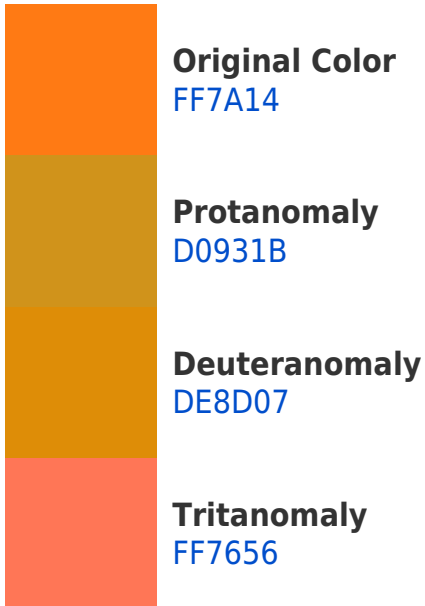 Original Color
FF7A14
Protanomaly
D0931B
Deuteranomaly
DE8D07
Tritanomaly
FF7656